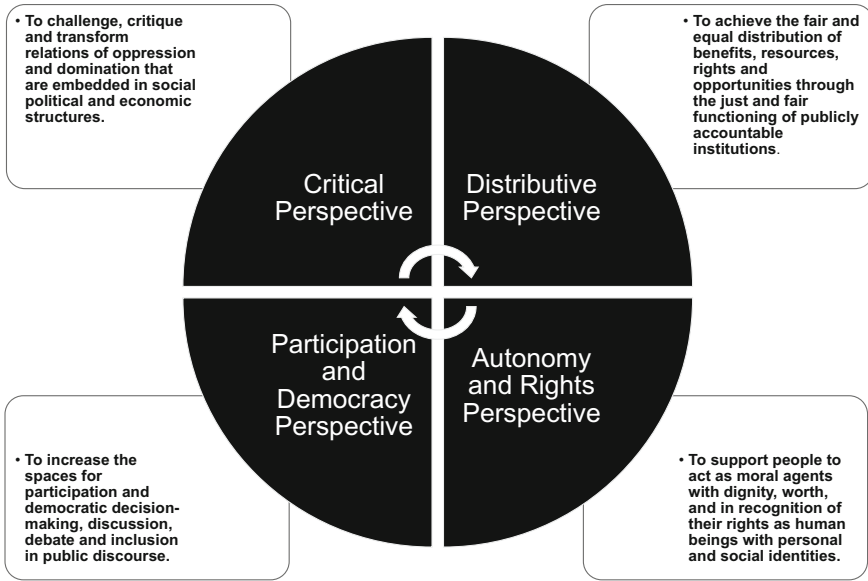 • To challenge, critique
and transform
relations of oppression
and domination that
are embedded in social
political and economic
structures.
• To achieve the fair and
equal distribution of
benefits, resources,
rights and
opportunities through
the just and fair
functioning of publicly
accountable
institutions.
Critical
Perspective
Distributive
Perspective
Participation
and
Democracy
Perspective
Autonomy
and Rights
Perspective
• To increase the
spaces for
participation and
democratic decision-
making, discussion,
debate and inclusion
in public discourse.
• To support people to
act as moral agents
with dignity, worth,
and in recognition of
their rights as human
beings with personal
and social identities.